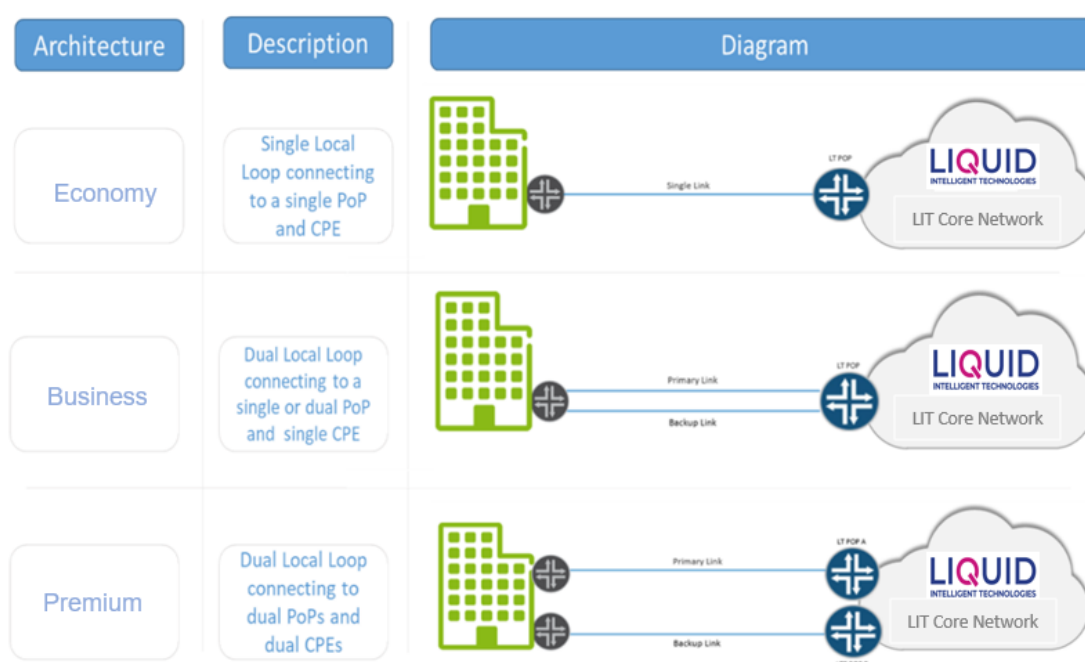 Architecture
Description
Diagram
Economy
Single Local
Loop connecting
to a single PoP
and CPE
Single Link
LT POP
LIQUID
INTELLIGENT TECHNOLOGIES
LIT Core Network
Business
Dual Local Loop
connecting to a
single or dual PoP
and single CPE
Primary Link
Backup Link
LT POP
LIQUID
INTELLIGENT TECHNOLOGIES
LIT Core Network
Premium
Dual Local Loop
connecting to
dual PoPs and
dual CPEs
Primary Link
Backup Link
LT POP A
LIQUID
INTELLIGENT TECHNOLOGIES
LIT Core Network